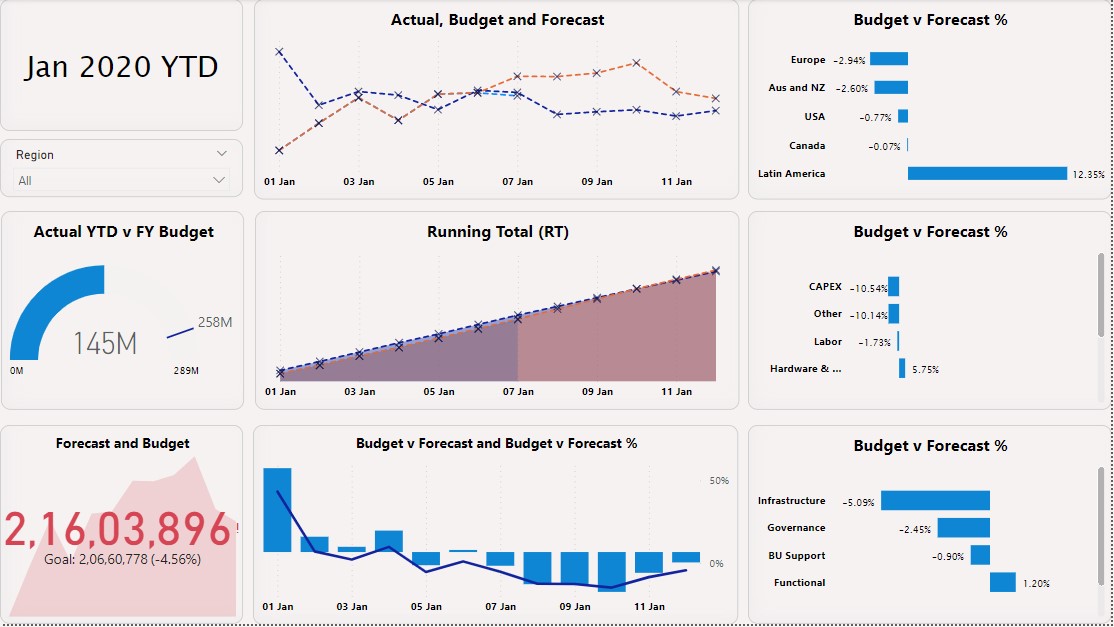 Jan 2020 YTD
Region
All
Actual, Budget and Forecast
01 Jan 03 Jan 05 Jan 07 Jan 09 Jan 11 Jan
Budget v Forecast %
Europe -2.94%
Aus and NZ -2.60%
USA -0.77%
Canada -0.07%
Latin America 12.35%
Actual YTD v FY Budget
145M
258M
0M 289M
Running Total (RT)
01 Jan 03 Jan 05 Jan 07 Jan 09 Jan 11 Jan
Budget v Forecast %
CAPEX -10.54%
Other -10.14%
Labor -1.73%
Hardware & ... 5.75%
Forecast and Budget
2,16,03,896!
Goal: 2,06,60,778 (-4.56%)
Budget v Forecast and Budget v Forecast %
50%
0%
01 Jan 03 Jan 05 Jan 07 Jan 09 Jan 11 Jan
Budget v Forecast %
Infrastructure -5.09%
Governance -2.45%
BU Support -0.90%
Functional 1.20%